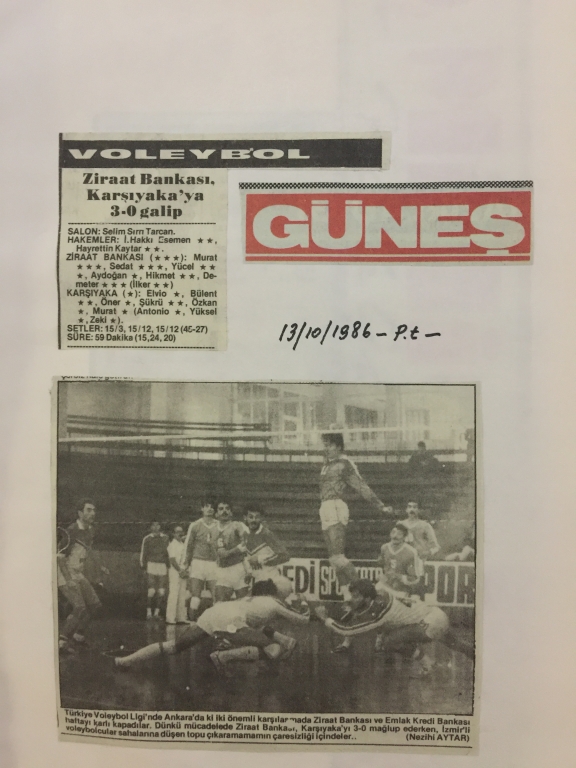 VOLEYBOL
Ziraat Bankası,
Karşıyaka'ya
3-0 galip
SALON: Selim Sırrı Tarcan.
HAKEMLER: İ.Hakkı Esemen ★★,
Hayrettin Kaytar ★★.
ZİRAAT BANKASI (★★★): Murat
★★★, Sedat ★★★, Yücel ★★
★, Aydoğan ★, Hikmet ★★, De-
meter ★★★ (İlker ★★)
KARŞIYAKA (★): Elvio ★, Bülent
★★, Öner ★, Şükrü ★★, Özkan
★, Murat ★ (Antonio ★, Yüksel
★, Zeki ★).
SETLER: 15/3, 15/12, 15/12 (45-27)
SÜRE: 59 Dakika (15,24, 20)
GÜNEŞ
13/10/1986 - P.t -
EDİ SPOR
POR
Türkiye Voleybol Ligi'nde Ankara'da ki iki önemli karşılaşmada Ziraat Bankası ve Emlak Kredi Bankası
haftayı karlı kapadılar. Dünkü mücadelede Ziraat Bankası, Karşıyaka'yı 3-0 mağlup ederken, İzmir'li
voleybolcular sahalarına düşen topu çıkaramamamın çaresizliği içindeler.. (Nezihi AYTAR)